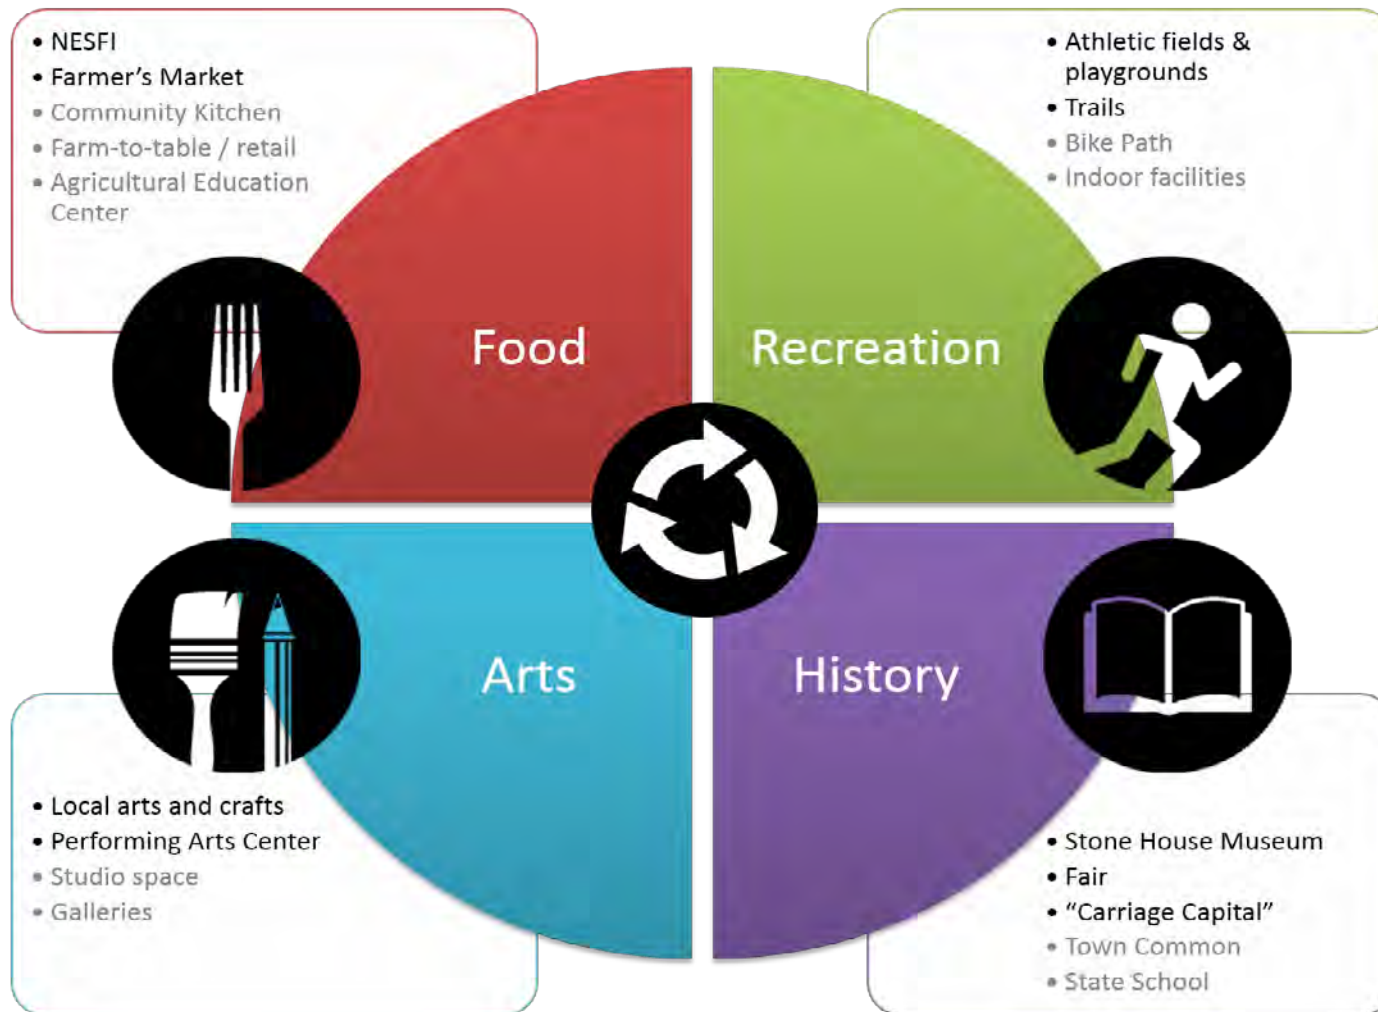 • NESFI
• Farmer's Market
• Community Kitchen
• Farm-to-table / retail
• Agricultural Education
Center
• Athletic fields &
playgrounds
• Trails
• Bike Path
• Indoor facilities
Food
Recreation
Arts
History
• Local arts and crafts
• Performing Arts Center
• Studio space
• Galleries
• Stone House Museum
• Fair
• “Carriage Capital”
• Town Common
• State School